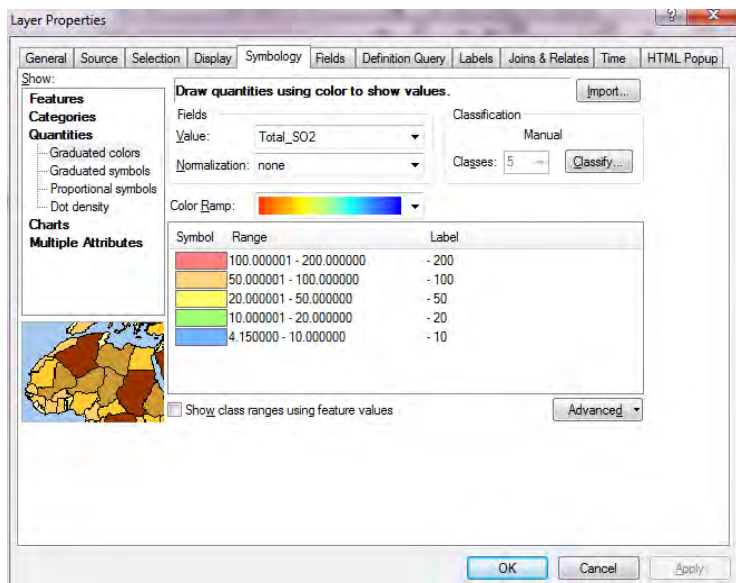 Layer Properties
General Source Selection Display Symbology Fields Definition Query Labels Joins & Relates Time HTML Popup
Show:
Features
Categories
Quantities
Graduated colors
Graduated symbols
Proportional symbols
Dot density
Charts
Multiple Attributes
Draw quantities using color to show values.
Import...
Fields
Value: Total_SO2
Normalization: none
Classification
Manual
Classes: 5 Classify...
Color Ramp:
Symbol Range Label
100.000001 - 200.000000 - 200
50.000001 - 100.000000 - 100
20.000001 - 50.000000 - 50
10.000001 - 20.000000 - 20
4.150000 - 10.000000 - 10
Show class ranges using feature values
Advanced
OK Cancel Apply